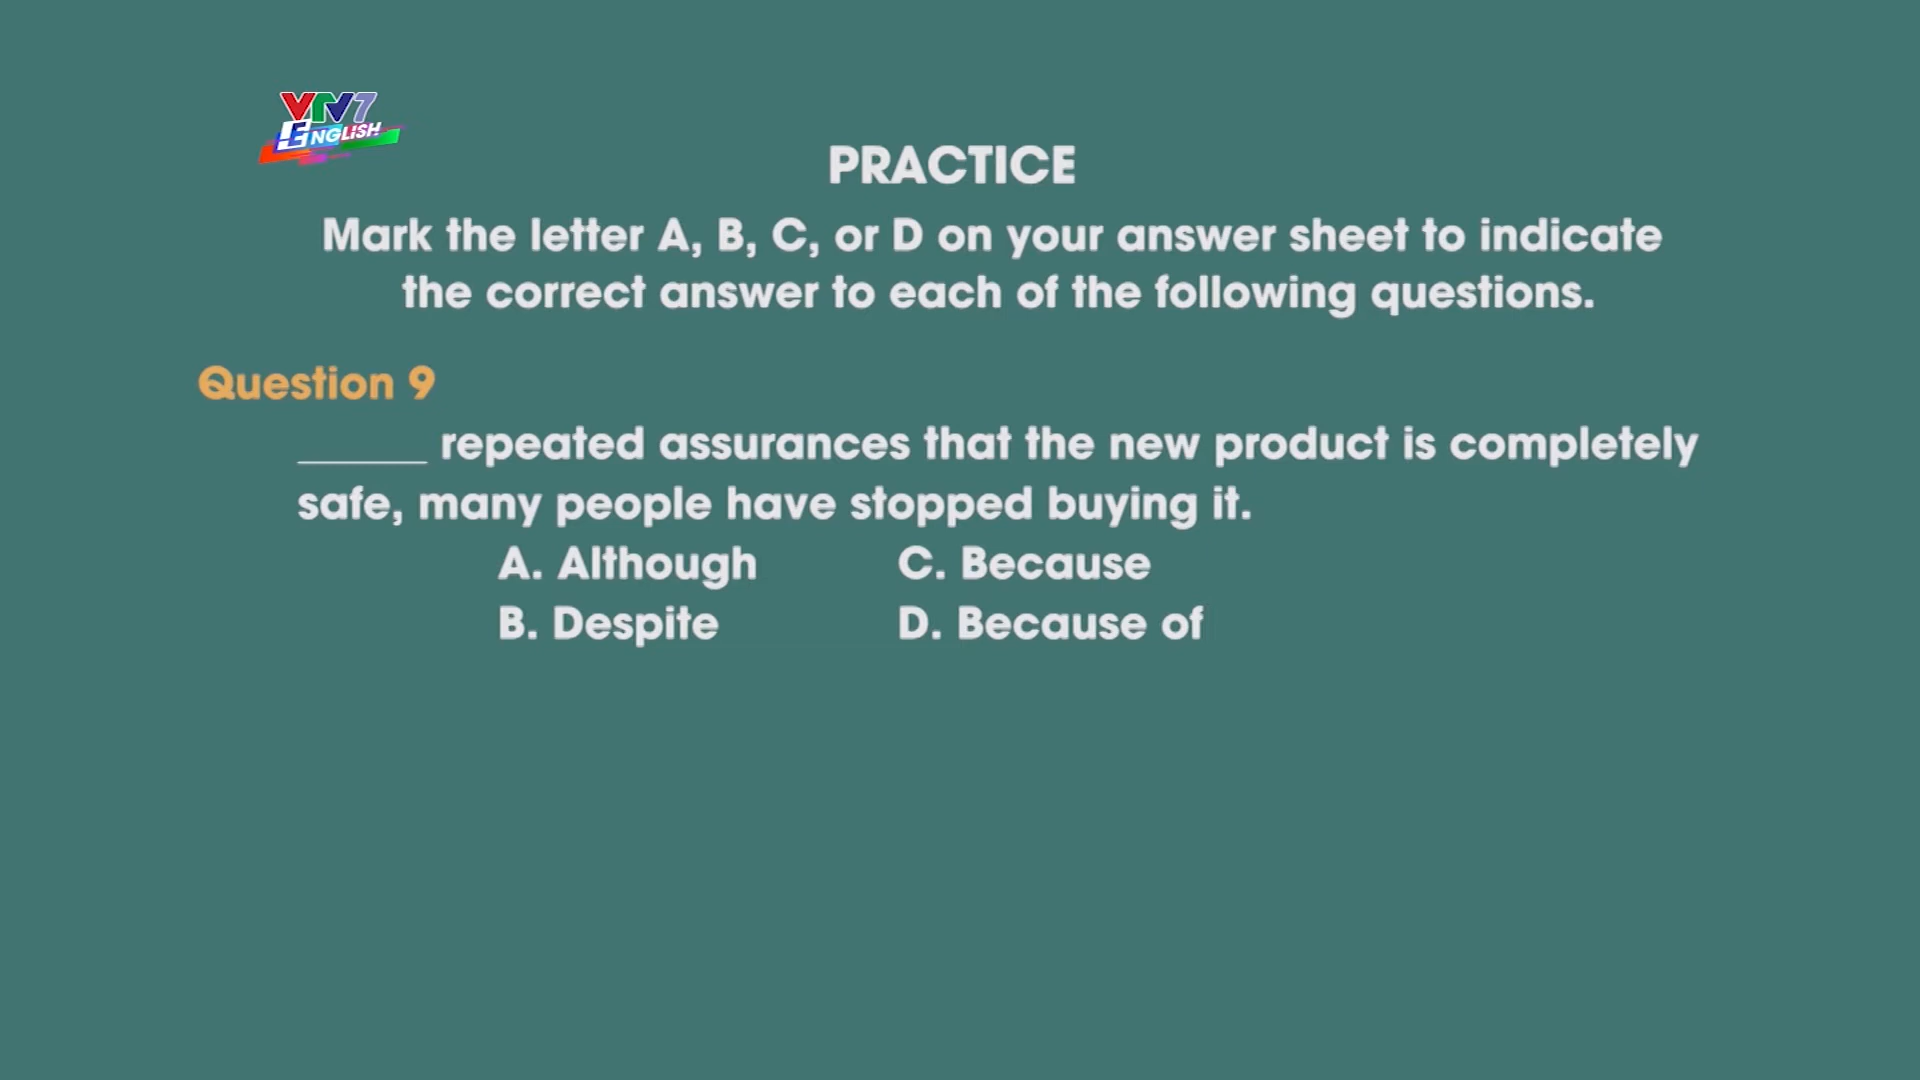 VTV7
ENGLISH
PRACTICE
Mark the letter A, B, C, or D on your answer sheet to indicate
the correct answer to each of the following questions.
Question 9
______ repeated assurances that the new product is completely
safe, many people have stopped buying it.
A. Although C. Because
B. Despite D. Because of